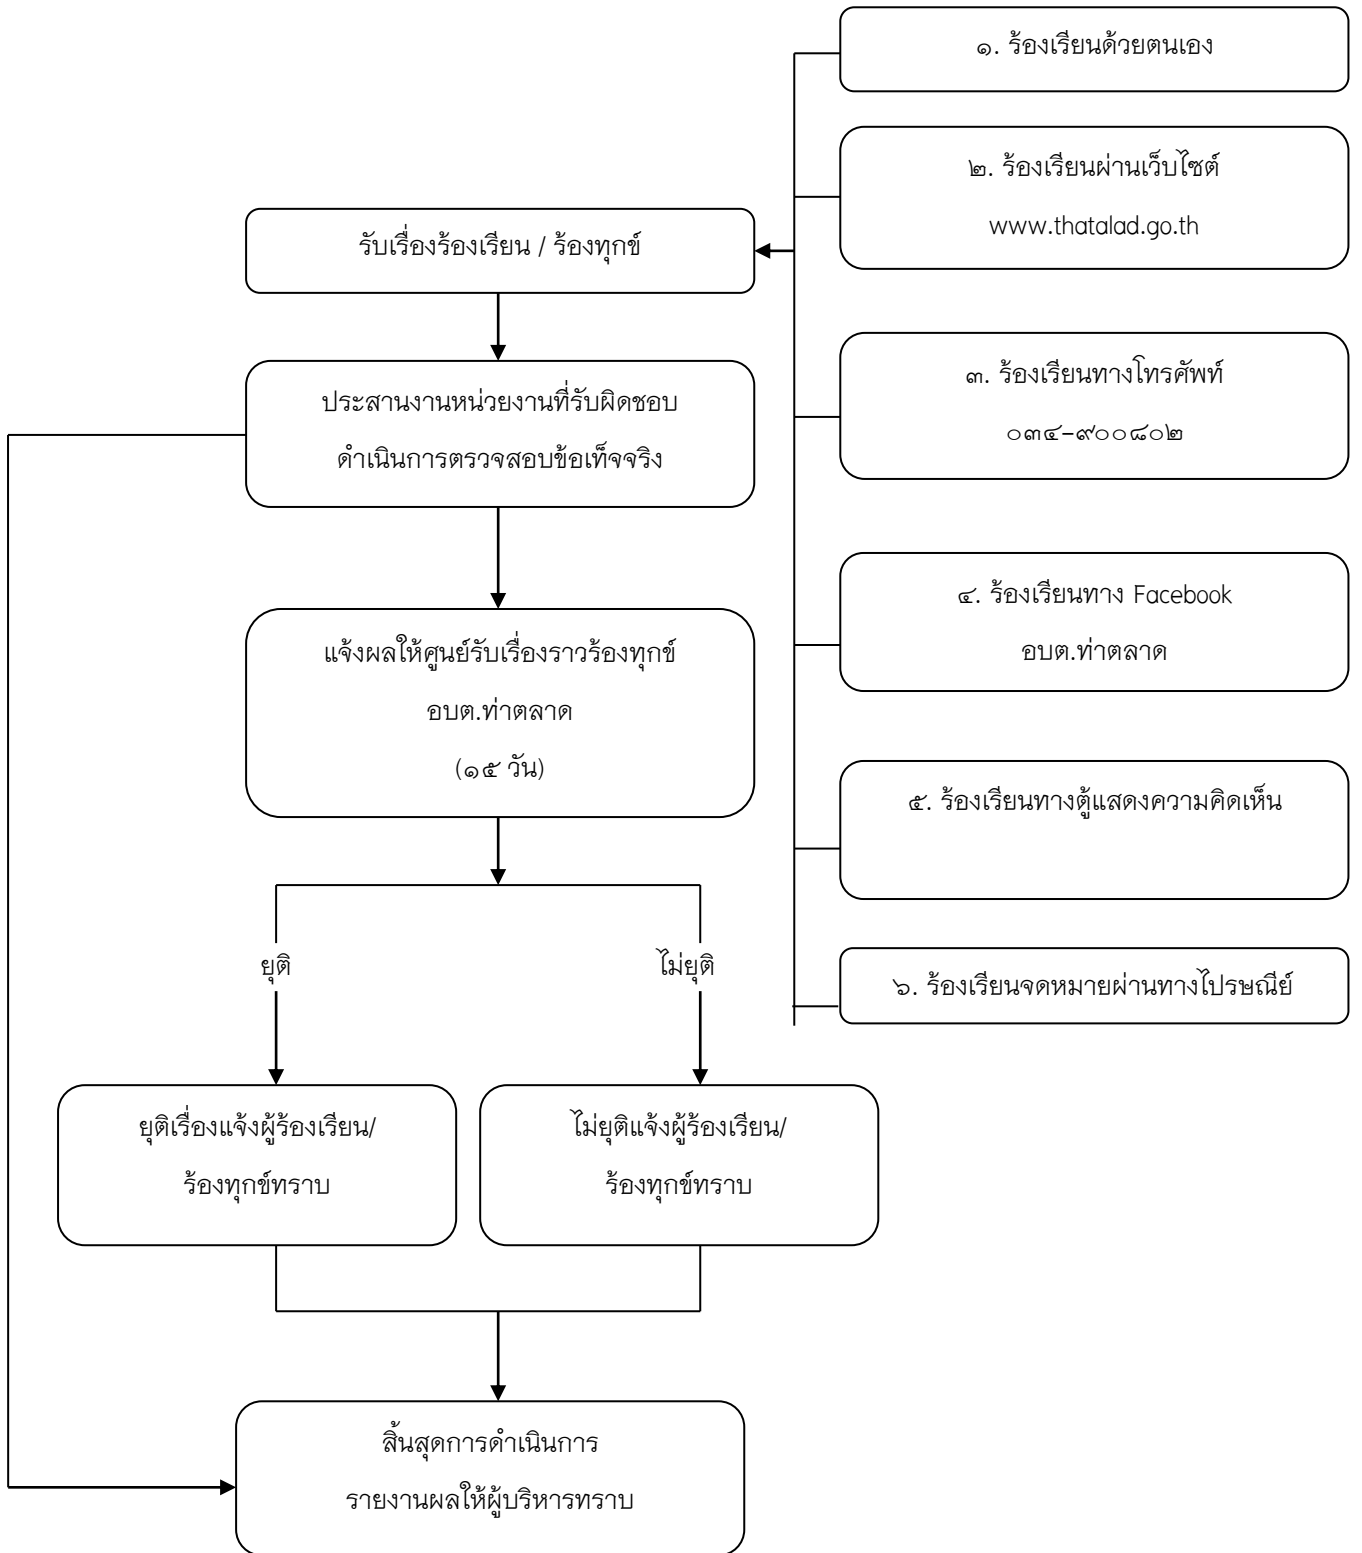 ๑. ร้องเรียนด้วยตนเอง
๒. ร้องเรียนผ่านเว็บไซต์
www.thatalad.go.th
รับเรื่องร้องเรียน / ร้องทุกข์
๓. ร้องเรียนทางโทรศัพท์
๐๓๔-๙๐๐๘๐๒
ประสานงานหน่วยงานที่รับผิดชอบ
ดำเนินการตรวจสอบข้อเท็จจริง
๔. ร้องเรียนทาง Facebook
อบต.ท่าตลาด
แจ้งผลให้ศูนย์รับเรื่องราวร้องทุกข์
อบต.ท่าตลาด
(๑๕ วัน)
๕. ร้องเรียนทางตู้แสดงความคิดเห็น
ยุติ
ไม่ยุติ
๖. ร้องเรียนจดหมายผ่านทางไปรษณีย์
ยุติเรื่องแจ้งผู้ร้องเรียน/
ร้องทุกข์ทราบ
ไม่ยุติแจ้งผู้ร้องเรียน/
ร้องทุกข์ทราบ
สิ้นสุดการดำเนินการ
รายงานผลให้ผู้บริหารทราบ